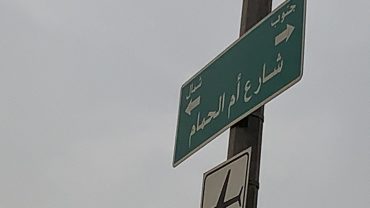 جنوب
شمال
شارع أم الحمام